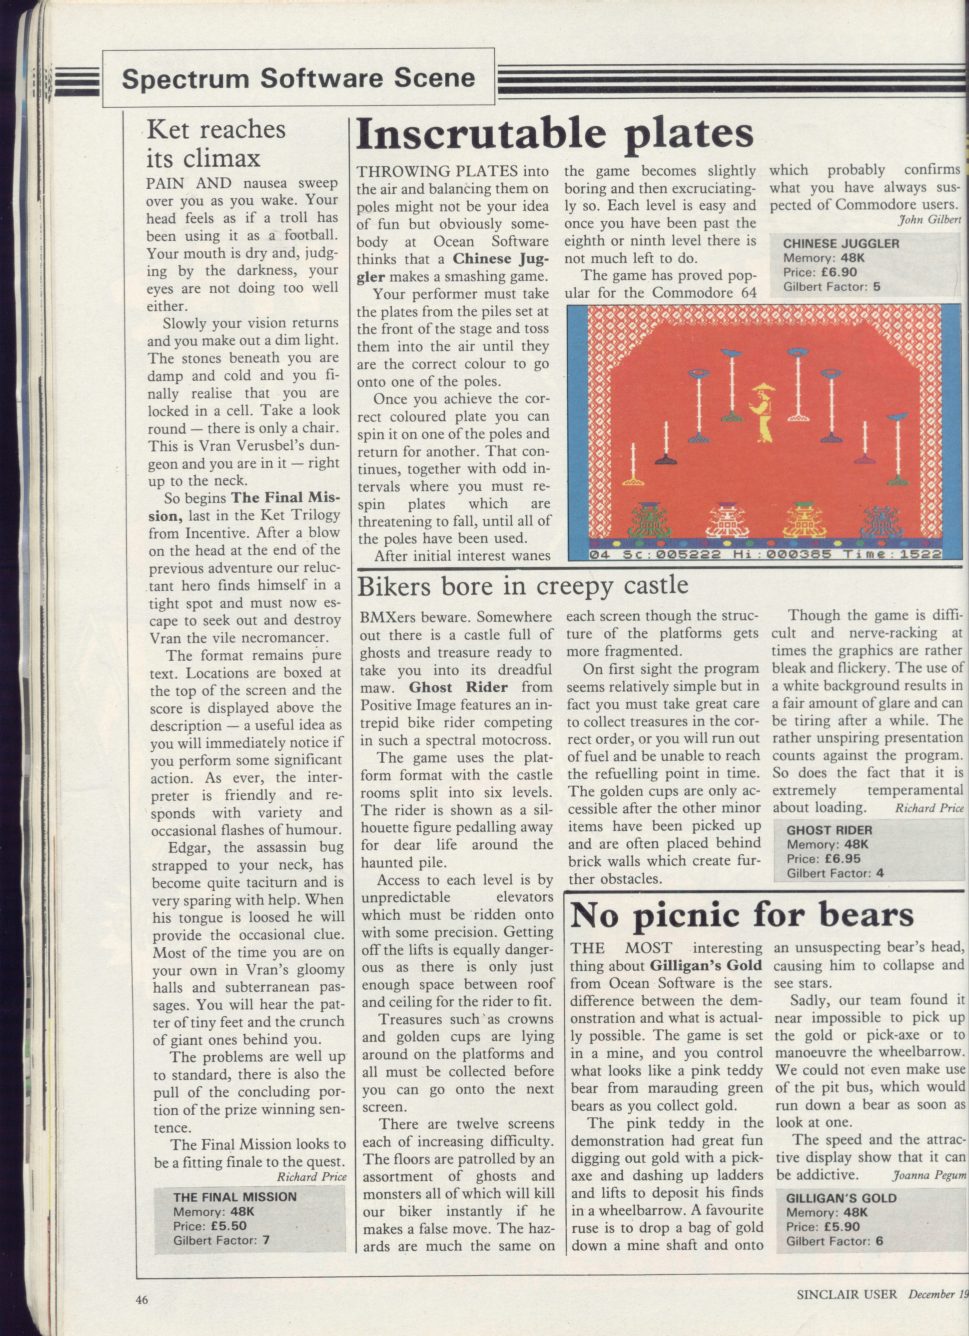 Spectrum Software Scene
Ket reaches
its climax
PAIN AND nausea sweep
over you as you wake. Your
head feels as if a troll has
been using it as a football.
Your mouth is dry and, judg-
ing by the darkness, your
eyes are not doing too well
either.
Slowly your vision returns
and you make out a dim light.
The stones beneath you are
damp and cold and you fi-
nally realise that you are
locked in a cell. Take a look
round — there is only a chair.
This is Vran Verusbel's dun-
geon and you are in it — right
up to the neck.
So begins The Final Mis-
sion, last in the Ket Trilogy
from Incentive. After a blow
on the head at the end of the
previous adventure our reluc-
tant hero finds himself in a
tight spot and must now es-
cape to seek out and destroy
Vran the vile necromancer.
The format remains pure
text. Locations are boxed at
the top of the screen and the
score is displayed above the
description — a useful idea as
you will immediately notice if
you perform some significant
action. As ever, the inter-
preter is friendly and re-
sponds with variety and
occasional flashes of humour.
Edgar, the assassin bug
strapped to your neck, has
become quite taciturn and is
very sparing with help. When
his tongue is loosed he will
provide the occasional clue.
Most of the time you are on
your own in Vran's gloomy
halls and subterranean pas-
sages. You will hear the pat-
ter of tiny feet and the crunch
of giant ones behind you.
The problems are well up
to standard, there is also the
pull of the concluding por-
tion of the prize winning sen-
tence.
The Final Mission looks to
be a fitting finale to the quest.
Richard Price
THE FINAL MISSION
Memory: 48K
Price: £5.50
Gilbert Factor: 7
Inscrutable plates
THROWING PLATES into
the air and balancing them on
poles might not be your idea
of fun but obviously some-
body at Ocean Software
thinks that a Chinese Jug-
gler makes a smashing game.
Your performer must take
the plates from the piles set at
the front of the stage and toss
them into the air until they
are the correct colour to go
onto one of the poles.
Once you achieve the cor-
rect coloured plate you can
spin it on one of the poles and
return for another. That con-
tinues, together with odd in-
tervals where you must re-
spin plates which are
threatening to fall, until all of
the poles have been used.
After initial interest wanes
the game becomes slightly
boring and then excruciating-
ly so. Each level is easy and
once you have been past the
eighth or ninth level there is
not much left to do.
The game has proved pop-
ular for the Commodore 64
which probably confirms
what you have always sus-
pected of Commodore users.
John Gilbert
CHINESE JUGGLER
Memory: 48K
Price: £6.90
Gilbert Factor: 5
04 Sc:005222 Hi:000385 Time:1522
Bikers bore in creepy castle
BMXers beware. Somewhere
out there is a castle full of
ghosts and treasure ready to
take you into its dreadful
maw. Ghost Rider from
Positive Image features an in-
trepid bike rider competing
in such a spectral motocross.
The game uses the plat-
form format with the castle
rooms split into six levels.
The rider is shown as a sil-
houette figure pedalling away
for dear life around the
haunted pile.
Access to each level is by
unpredictable elevators
which must be ridden onto
with some precision. Getting
off the lifts is equally danger-
ous as there is only just
enough space between roof
and ceiling for the rider to fit.
Treasures such as crowns
and golden cups are lying
around on the platforms and
all must be collected before
you can go onto the next
screen.
There are twelve screens
each of increasing difficulty.
The floors are patrolled by an
assortment of ghosts and
monsters all of which will kill
our biker instantly if he
makes a false move. The haz-
ards are much the same on
each screen though the struc-
ture of the platforms gets
more fragmented.
On first sight the program
seems relatively simple but in
fact you must take great care
to collect treasures in the cor-
rect order, or you will run out
of fuel and be unable to reach
the refuelling point in time.
The golden cups are only ac-
cessible after the other minor
items have been picked up
and are often placed behind
brick walls which create fur-
ther obstacles.
Though the game is diffi-
cult and nerve-racking at
times the graphics are rather
bleak and flickery. The use of
a white background results in
a fair amount of glare and can
be tiring after a while. The
rather unspiring presentation
counts against the program.
So does the fact that it is
extremely temperamental
about loading. Richard Price
GHOST RIDER
Memory: 48K
Price: £6.95
Gilbert Factor: 4
No picnic for bears
THE MOST interesting
thing about Gilligan's Gold
from Ocean Software is the
difference between the dem-
onstration and what is actual-
ly possible. The game is set
in a mine, and you control
what looks like a pink teddy
bear from marauding green
bears as you collect gold.
The pink teddy in the
demonstration had great fun
digging out gold with a pick-
axe and dashing up ladders
and lifts to deposit his finds
in a wheelbarrow. A favourite
ruse is to drop a bag of gold
down a mine shaft and onto
an unsuspecting bear's head,
causing him to collapse and
see stars.
Sadly, our team found it
near impossible to pick up
the gold or pick-axe or to
manoeuvre the wheelbarrow.
We could not even make use
of the pit bus, which would
run down a bear as soon as
look at one.
The speed and the attrac-
tive display show that it can
be addictive. Joanna Pegum
GILLIGAN'S GOLD
Memory: 48K
Price: £5.90
Gilbert Factor: 6
46
SINCLAIR USER December 19